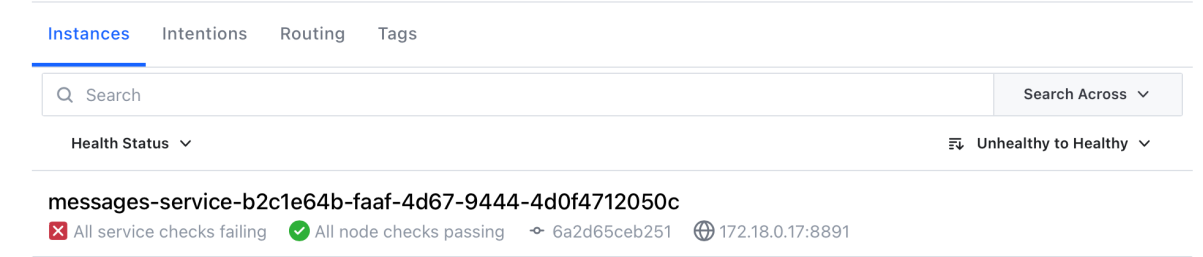 Instances Intentions Routing Tags
Search Search Across
Health Status Unhealthy to Healthy
messages-service-b2c1e64b-faaf-4d67-9444-4d0f4712050c
All service checks failing All node checks passing 6a2d65ceb251 172.18.0.17:8891